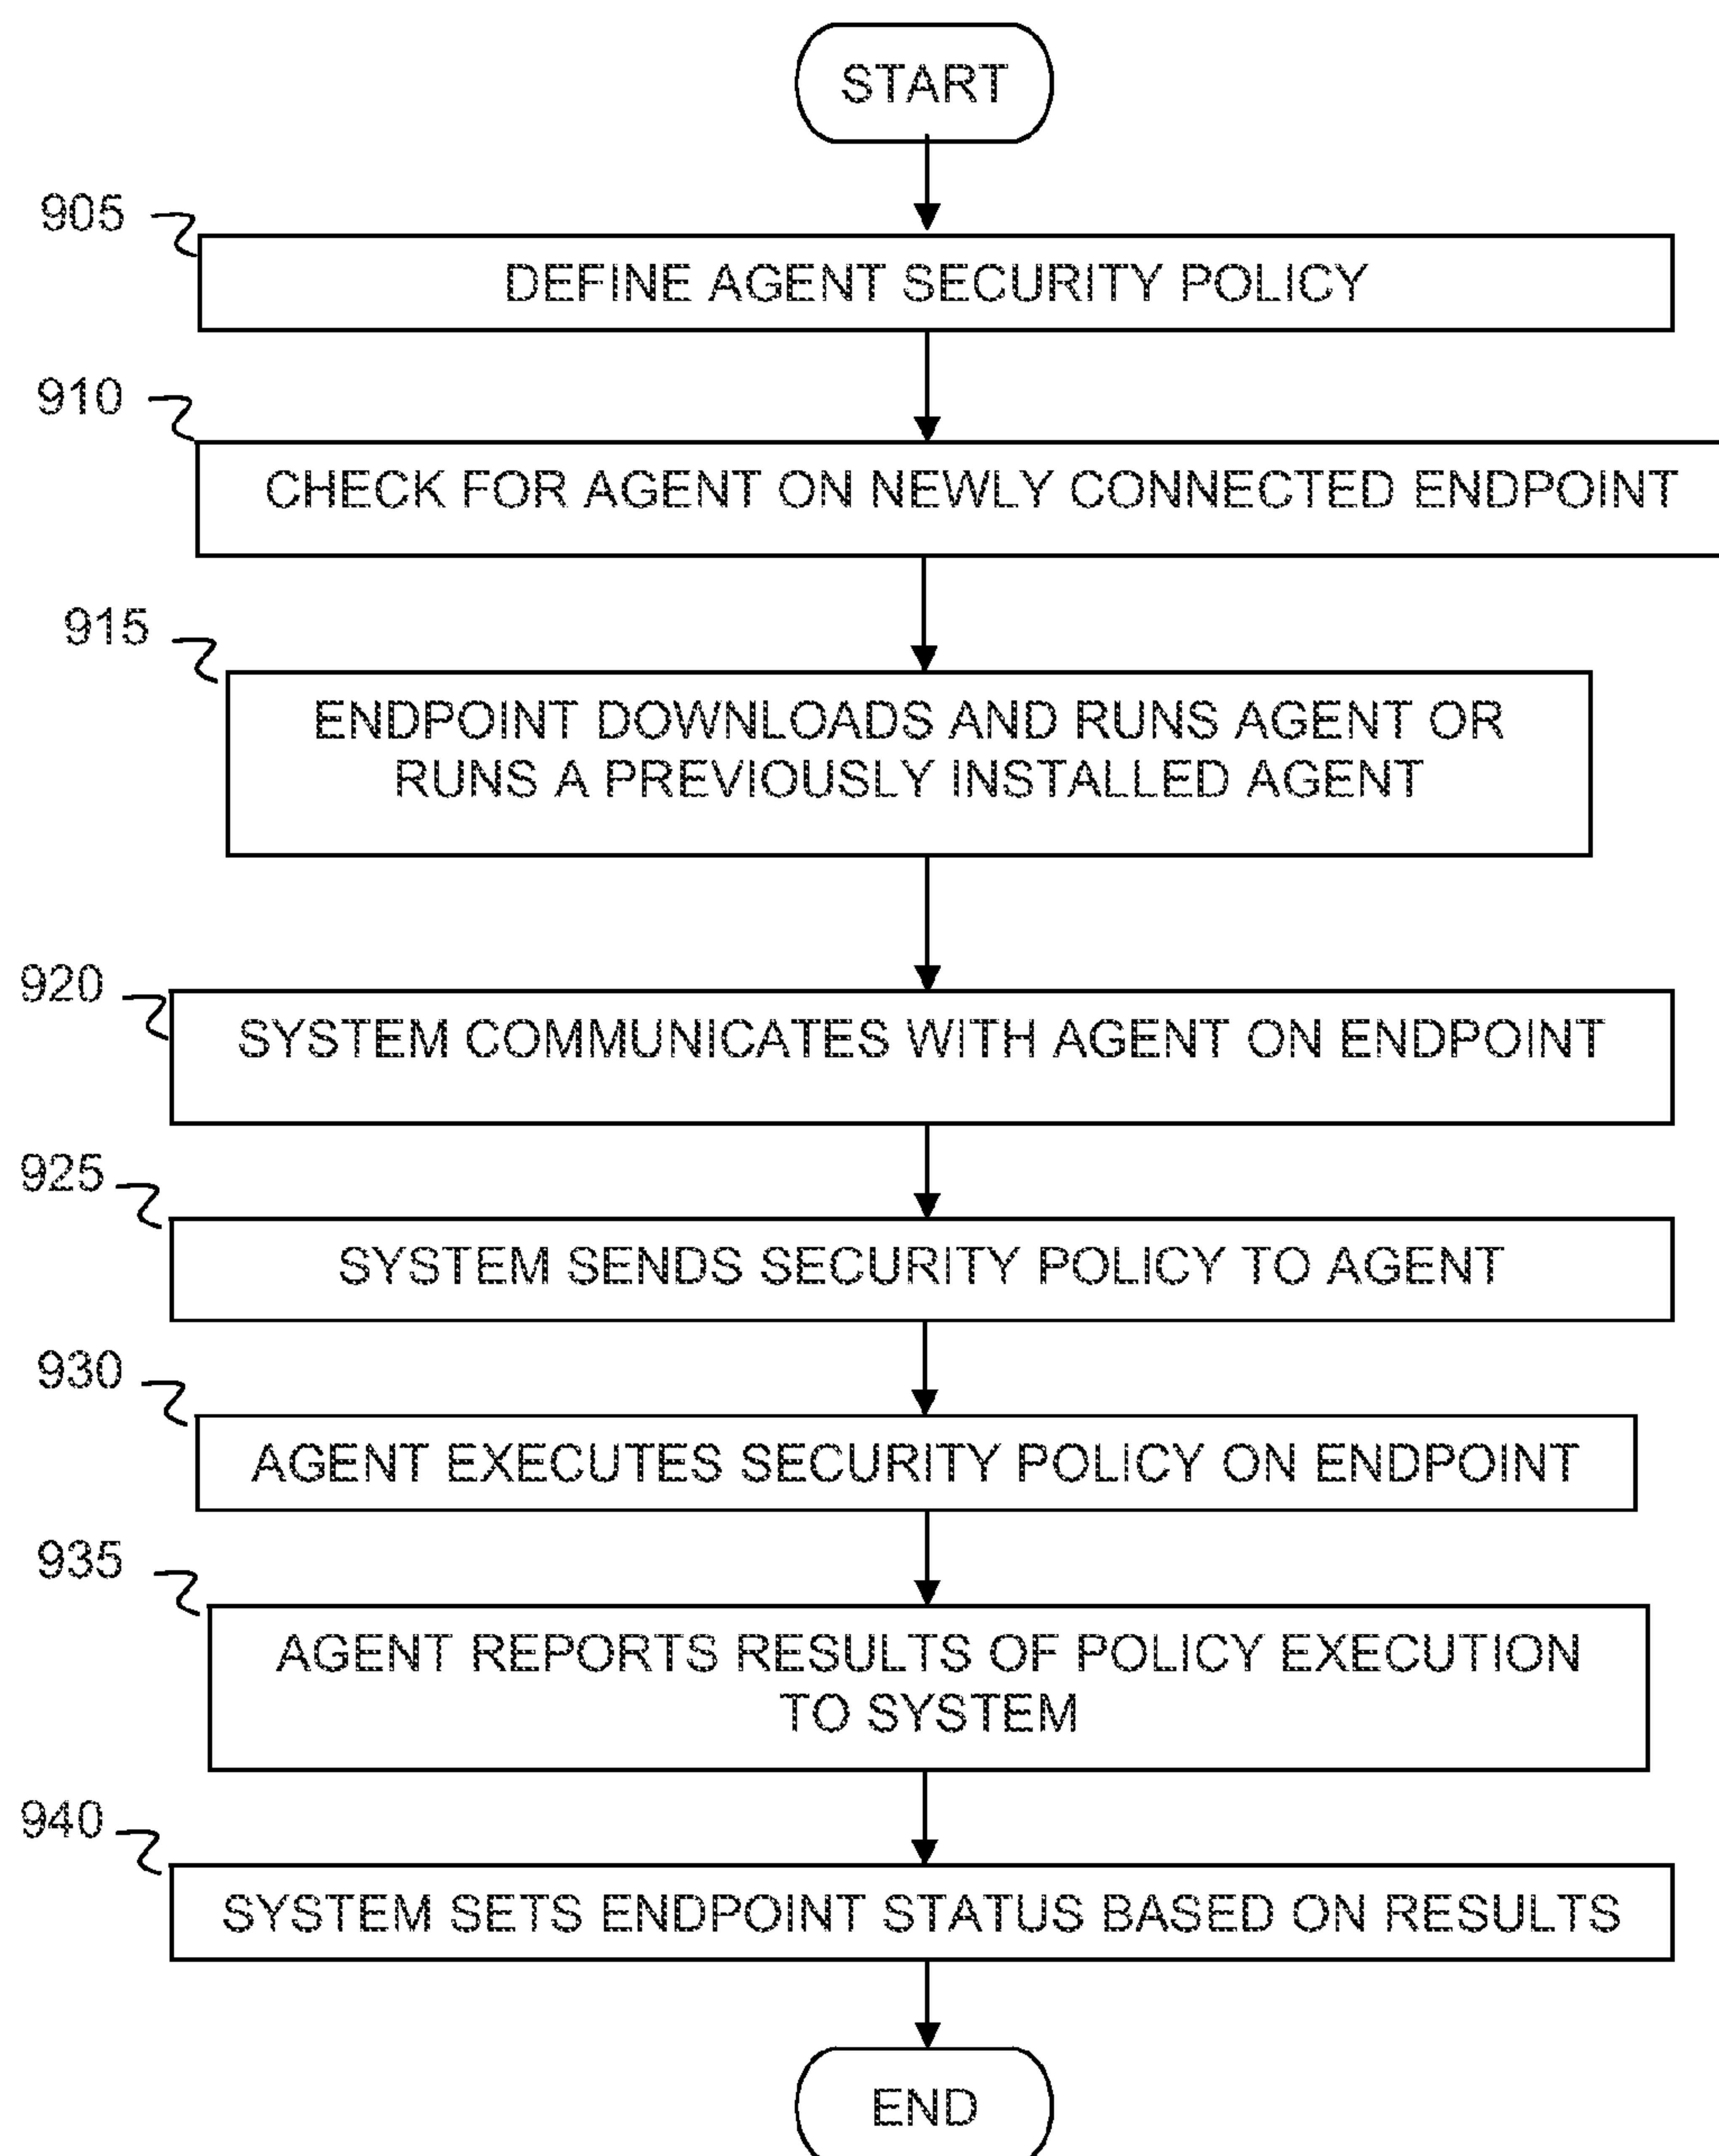 START
905
DEFINE AGENT SECURITY POLICY
910
CHECK FOR AGENT ON NEWLY CONNECTED ENDPOINT
915
ENDPOINT DOWNLOADS AND RUNS AGENT OR
RUNS A PREVIOUSLY INSTALLED AGENT
920
SYSTEM COMMUNICATES WITH AGENT ON ENDPOINT
925
SYSTEM SENDS SECURITY POLICY TO AGENT
930
AGENT EXECUTES SECURITY POLICY ON ENDPOINT
935
AGENT REPORTS RESULTS OF POLICY EXECUTION
TO SYSTEM
940
SYSTEM SETS ENDPOINT STATUS BASED ON RESULTS
END